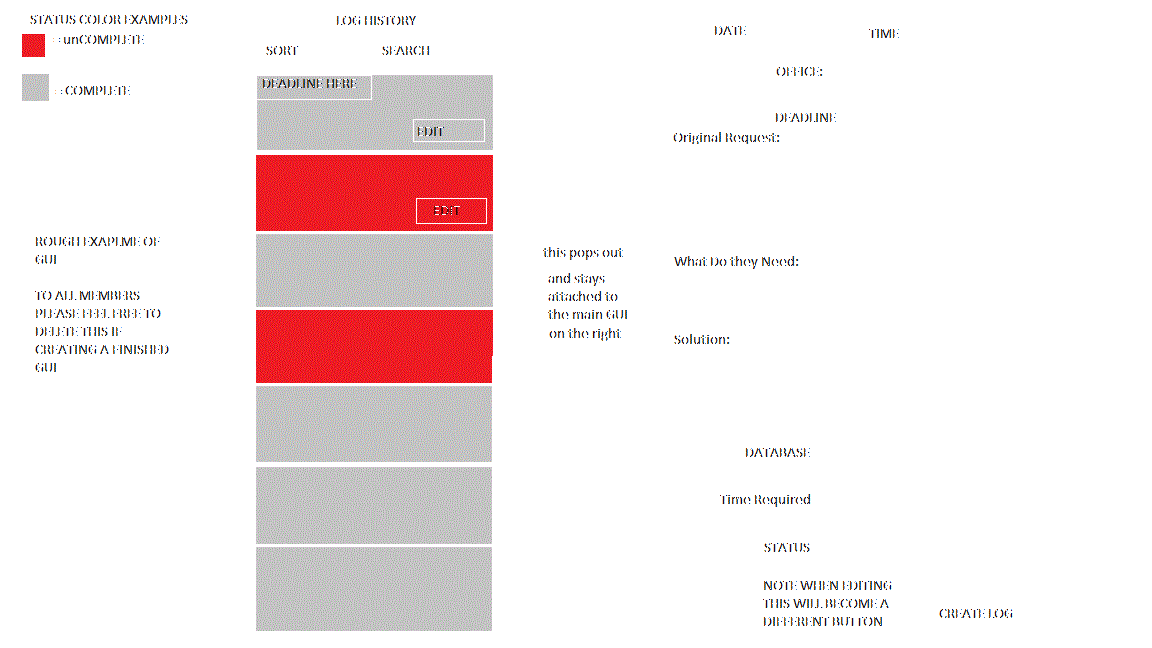 STATUS COLOR EXAMPLES
:: unCOMPLETE
:: COMPLETE
ROUGH EXAPLME OF
GUI
TO ALL MEMBERS
PLEASE FEEL FREE TO
DELETE THIS IF
CREATING A FINISHED
GUI
LOG HISTORY
SORT SEARCH
DEADLINE HERE
EDIT
EDIT
this pops out
and stays
attached to
the main GUI
on the right
DATE TIME
OFFICE:
DEADLINE
Original Request:
What Do they Need:
Solution:
DATABASE
Time Required
STATUS
NOTE WHEN EDITING
THIS WILL BECOME A
DIFFERENT BUTTON
CREATE LOG